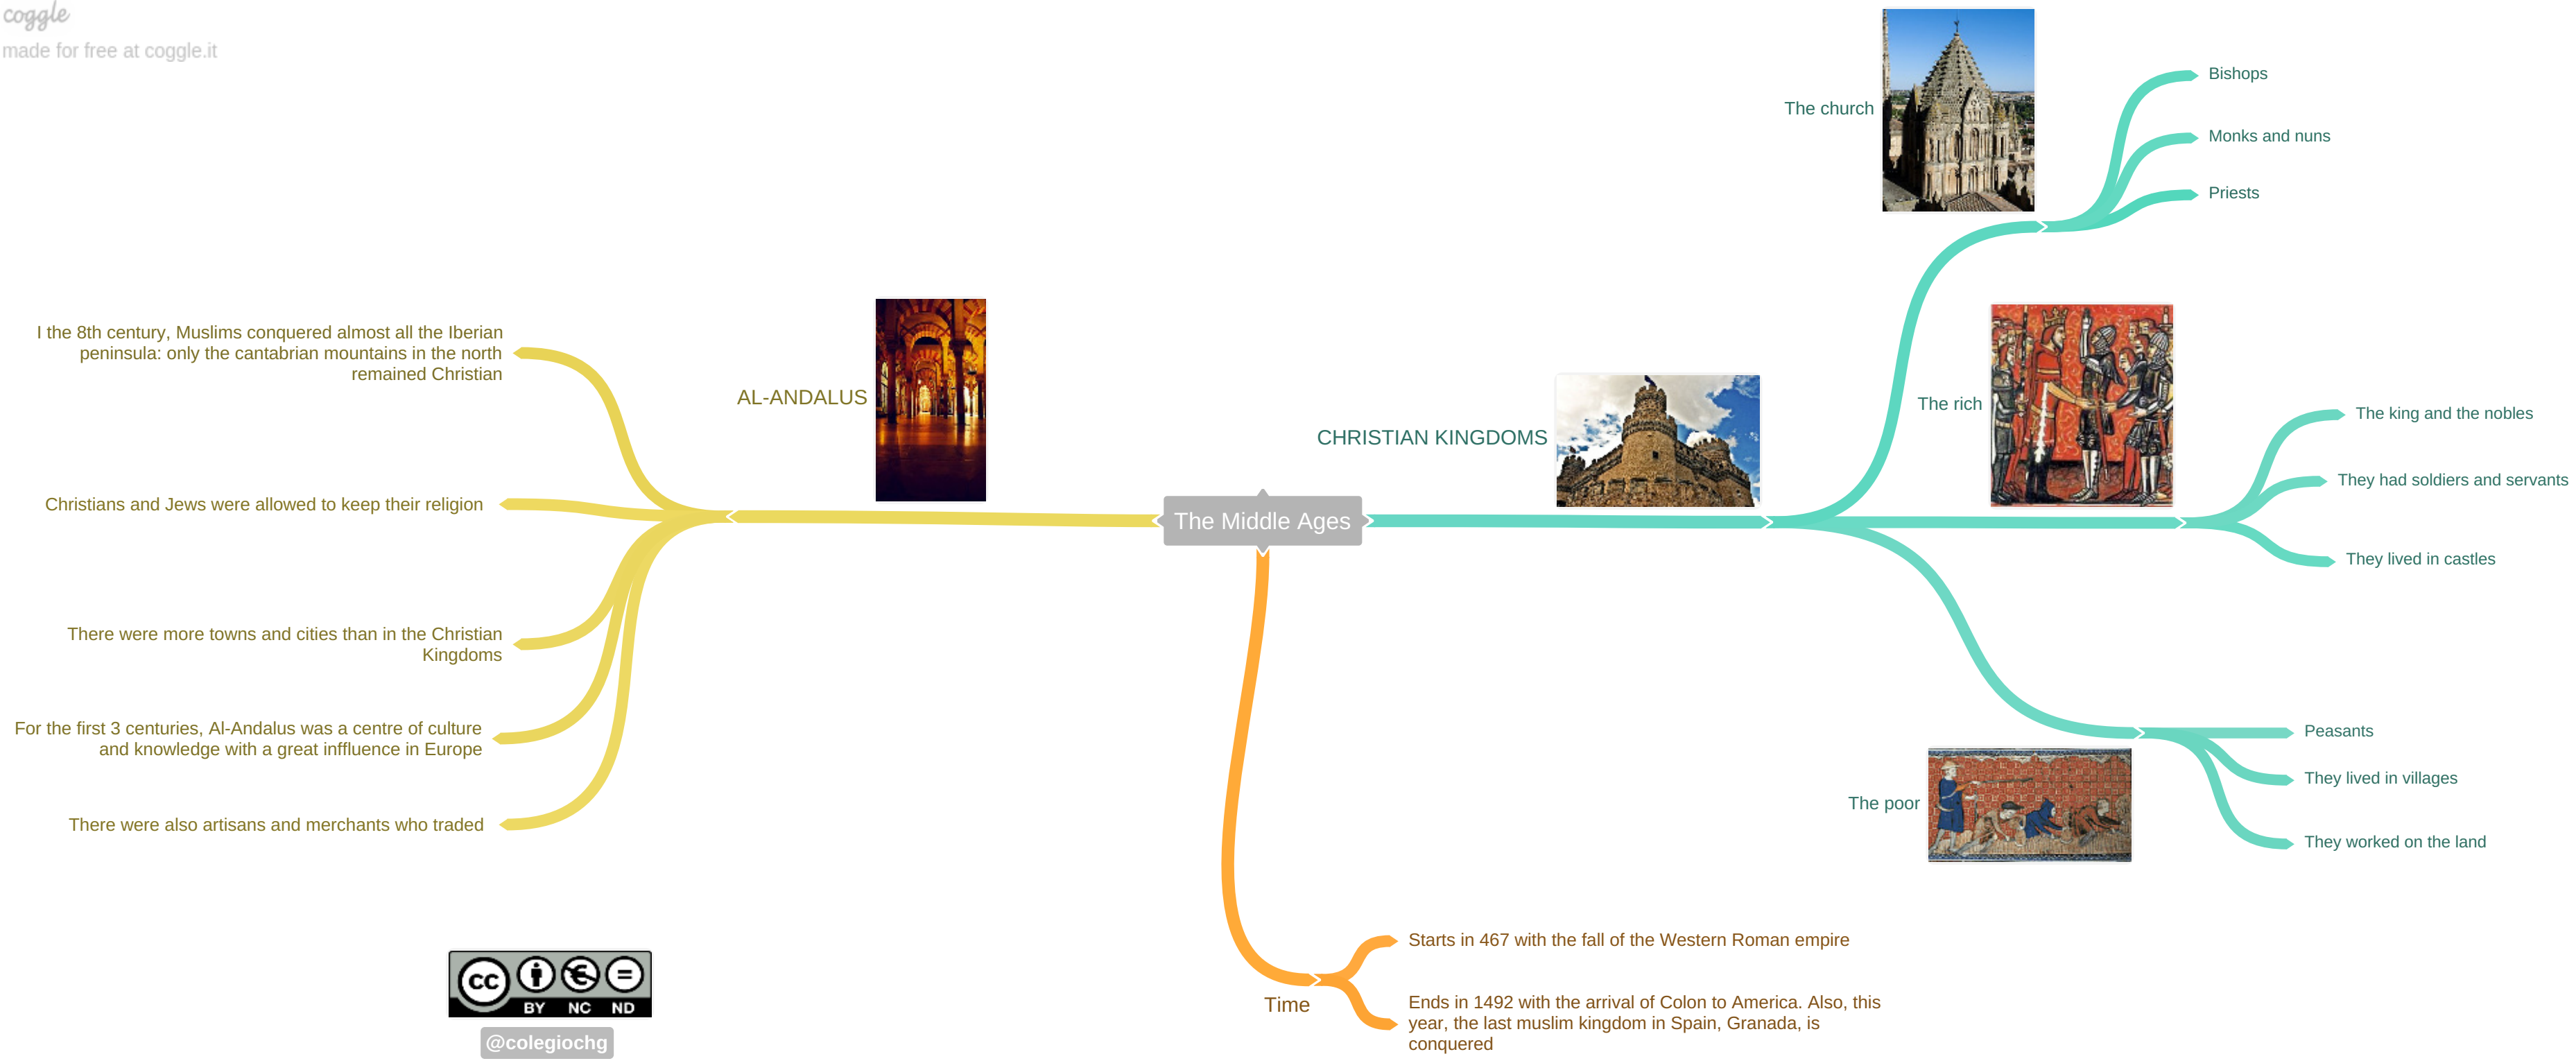 coggle
made for free at coggle.it
The church
Bishops
Monks and nuns
Priests
The rich
The king and the nobles
They had soldiers and servants
They lived in castles
CHRISTIAN KINGDOMS
The Middle Ages
AL-ANDALUS
I the 8th century, Muslims conquered almost all the Iberian
peninsula: only the cantabrian mountains in the north
remained Christian
Christians and Jews were allowed to keep their religion
There were more towns and cities than in the Christian
Kingdoms
For the first 3 centuries, Al-Andalus was a centre of culture
and knowledge with a great inffluence in Europe
There were also artisans and merchants who traded
The poor
Peasants
They lived in villages
They worked on the land
Time
Starts in 467 with the fall of the Western Roman empire
Ends in 1492 with the arrival of Colon to America. Also, this
year, the last muslim kingdom in Spain, Granada, is
conquered
cc
BY NC ND
@colegiochg